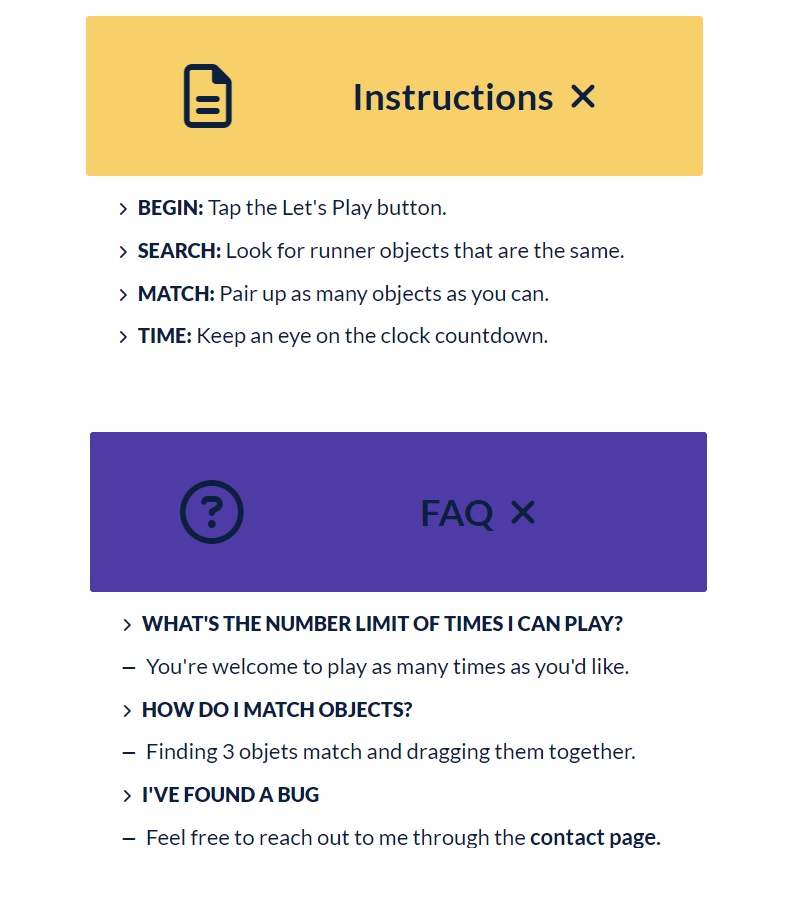 Instructions
BEGIN: Tap the Let's Play button.
SEARCH: Look for runner objects that are the same.
MATCH: Pair up as many objects as you can.
TIME: Keep an eye on the clock countdown.
FAQ
WHAT'S THE NUMBER LIMIT OF TIMES I CAN PLAY?
– You're welcome to play as many times as you'd like.
HOW DO I MATCH OBJECTS?
– Finding 3 objets match and dragging them together.
I'VE FOUND A BUG
– Feel free to reach out to me through the contact page.